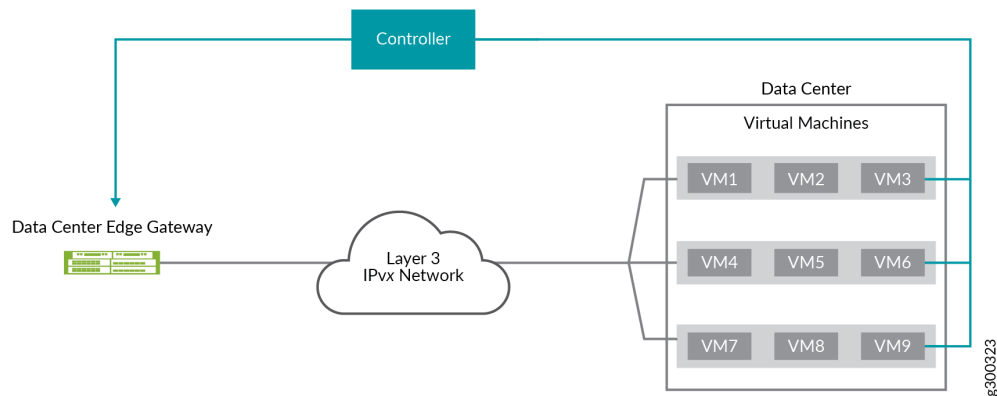 Controller
Data Center
Virtual Machines
VM1 VM2 VM3
Data Center Edge Gateway
Layer 3
IPvx Network
VM4 VM5 VM6
VM7 VM8 VM9
g300323